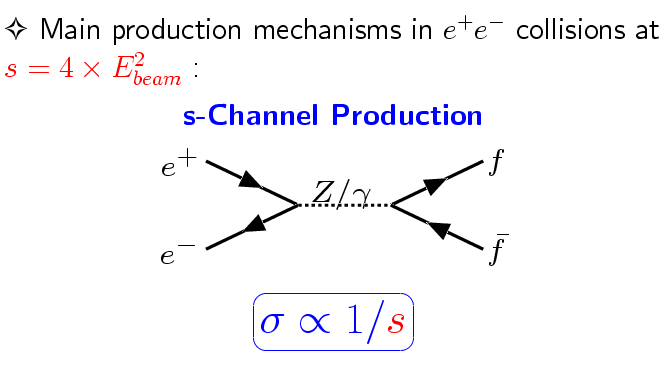 ✧ Main production mechanisms in e⁺e⁻ collisions at
s = 4 × E²_beam :
s-Channel Production
e⁺ f
Z/γ
e⁻ f̄
σ ∝ 1/s